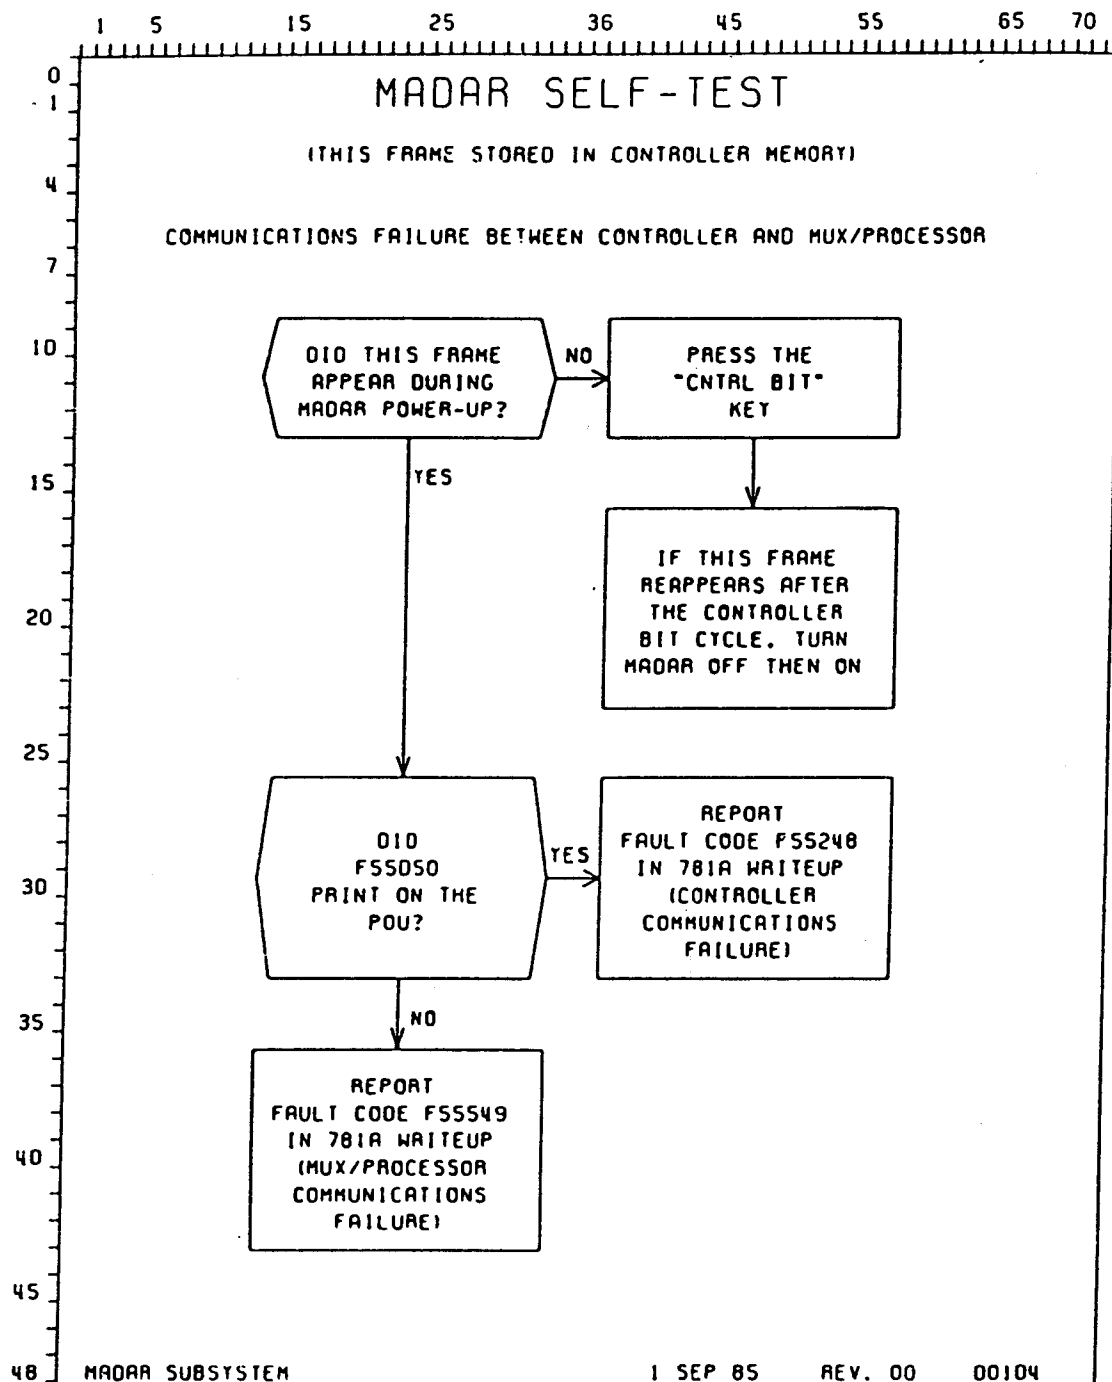 1 5 15 25 36 45 55 65 70
0
1
MADAR SELF-TEST
(THIS FRAME STORED IN CONTROLLER MEMORY)
4
COMMUNICATIONS FAILURE BETWEEN CONTROLLER AND MUX/PROCESSOR
7
10
DID THIS FRAME
APPEAR DURING
MADAR POWER-UP?
NO
PRESS THE
"CNTRL BIT"
KEY
YES
15
IF THIS FRAME
REAPPEARS AFTER
THE CONTROLLER
BIT CYCLE, TURN
MADAR OFF THEN ON
20
25
DID
F55050
PRINT ON THE
POU?
YES
REPORT
FAULT CODE F55248
IN 781A WRITEUP
(CONTROLLER
COMMUNICATIONS
FAILURE)
30
NO
35
REPORT
FAULT CODE F55549
IN 781A WRITEUP
(MUX/PROCESSOR
COMMUNICATIONS
FAILURE)
40
45
48 MADAR SUBSYSTEM 1 SEP 85 REV. 00 00104